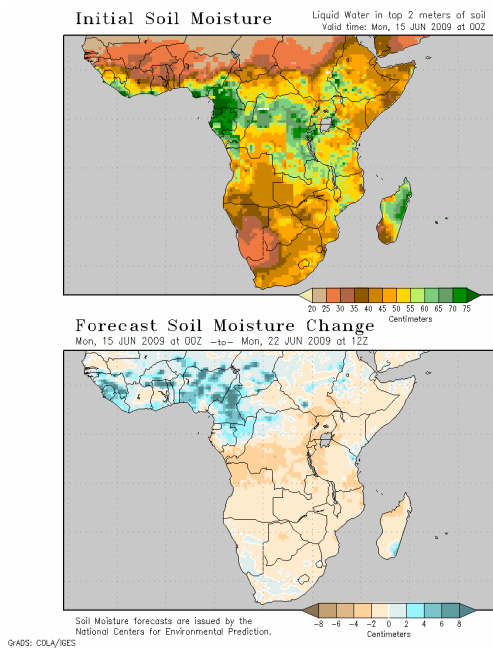 Initial Soil Moisture
Liquid Water in top 2 meters of soil
Valid time: Mon, 15 JUN 2009 at 00Z
20 25 30 35 40 45 50 55 60 65 70 75
Centimeters
Forecast Soil Moisture Change
Mon, 15 JUN 2009 at 00Z -to- Mon, 22 JUN 2009 at 12Z
Soil Moisture forecasts are issued by the
National Centers for Environmental Prediction.
-8 -6 -4 -2 0 2 4 6 8
Centimeters
GrADS: COLA/IGES